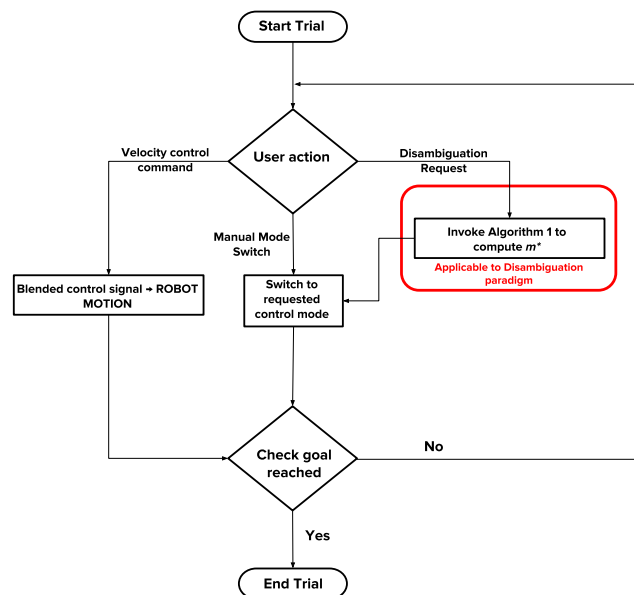 Start Trial
User action
Velocity control
command
Disambiguation
Request
Manual Mode
Switch
Invoke Algorithm 1 to
compute m*
Applicable to Disambiguation
paradigm
Blended control signal → ROBOT
MOTION
Switch to
requested
control mode
Check goal
reached
No
Yes
End Trial